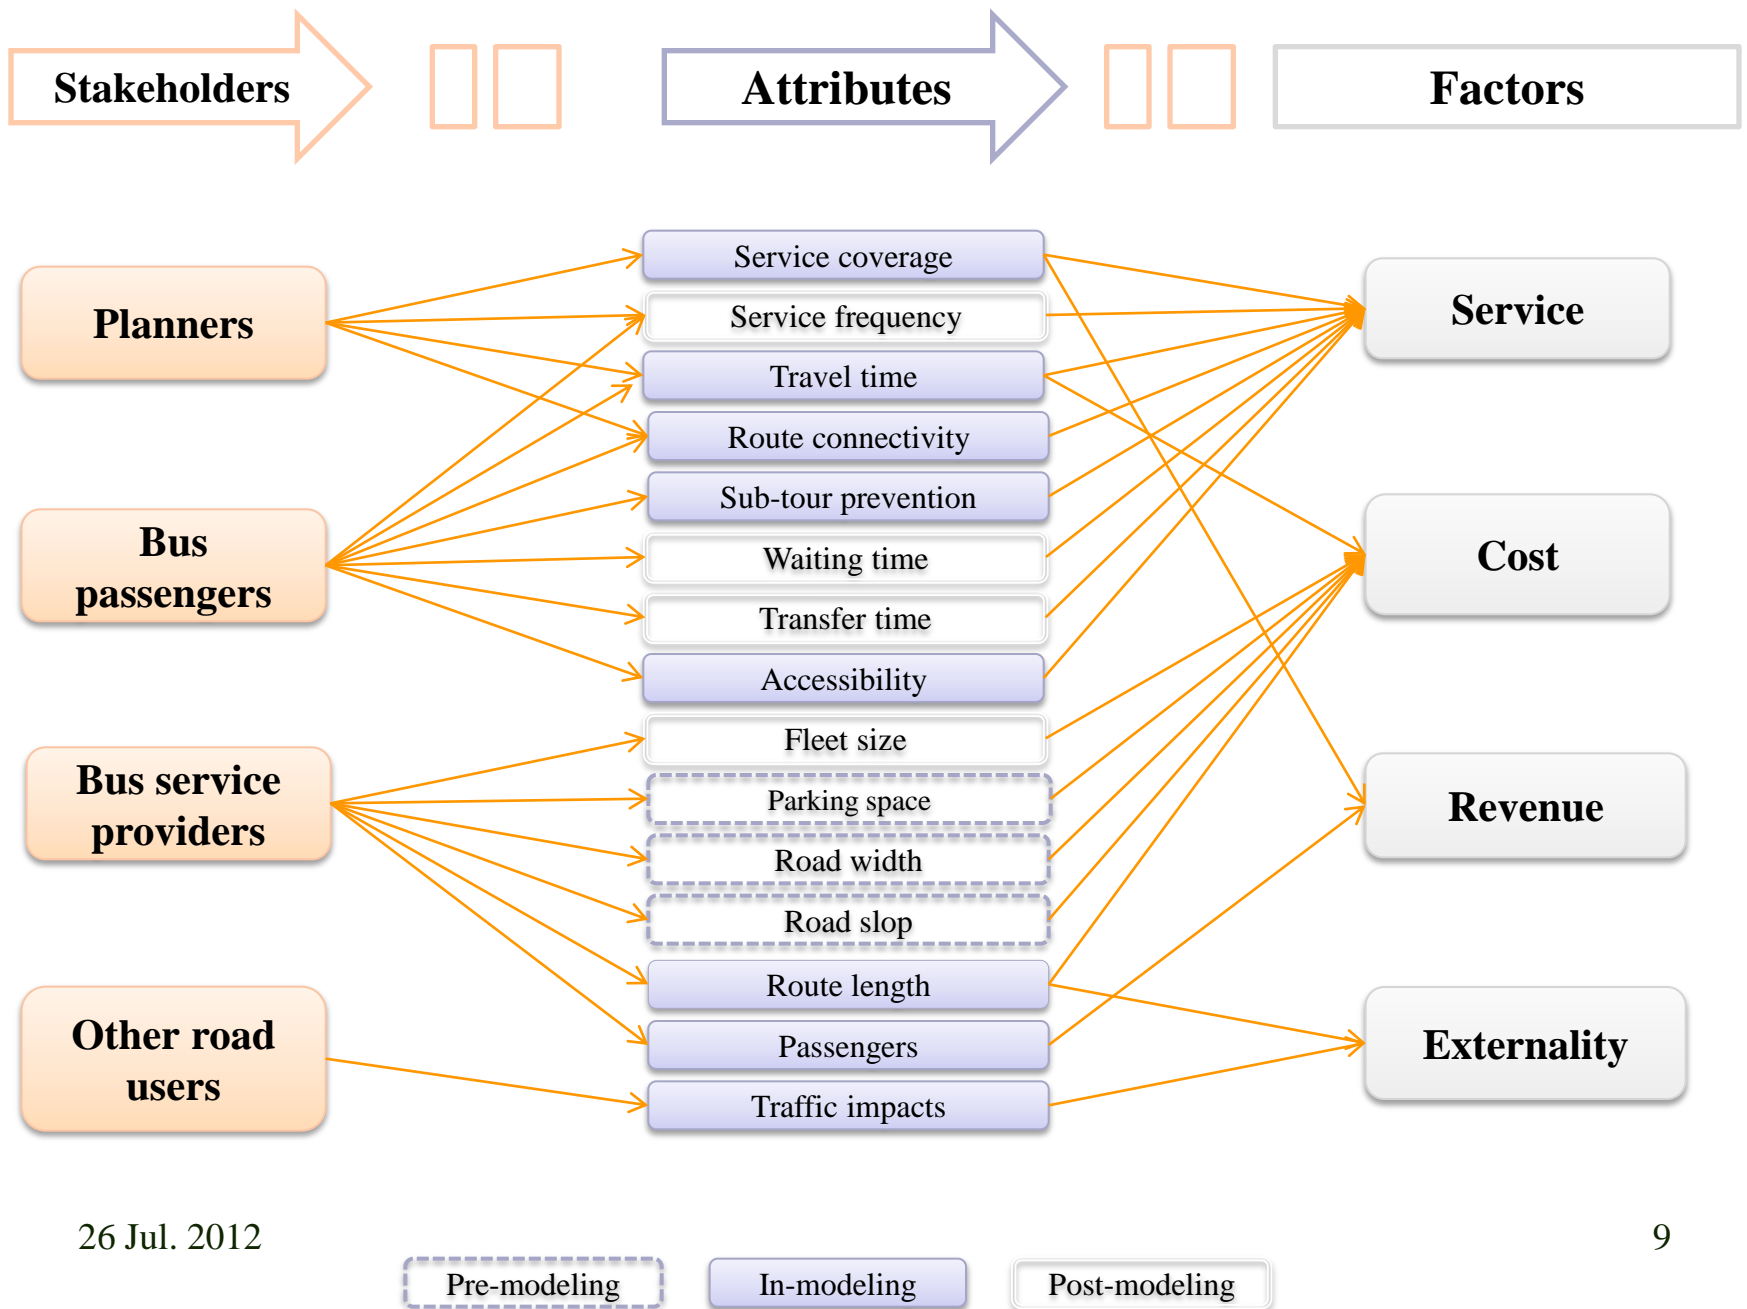 Stakeholders
Attributes
Factors
Planners
Bus
passengers
Bus service
providers
Other road
users
Service coverage
Service frequency
Travel time
Route connectivity
Sub-tour prevention
Waiting time
Transfer time
Accessibility
Fleet size
Parking space
Road width
Road slop
Route length
Passengers
Traffic impacts
Service
Cost
Revenue
Externality
26 Jul. 2012
9
Pre-modeling
In-modeling
Post-modeling